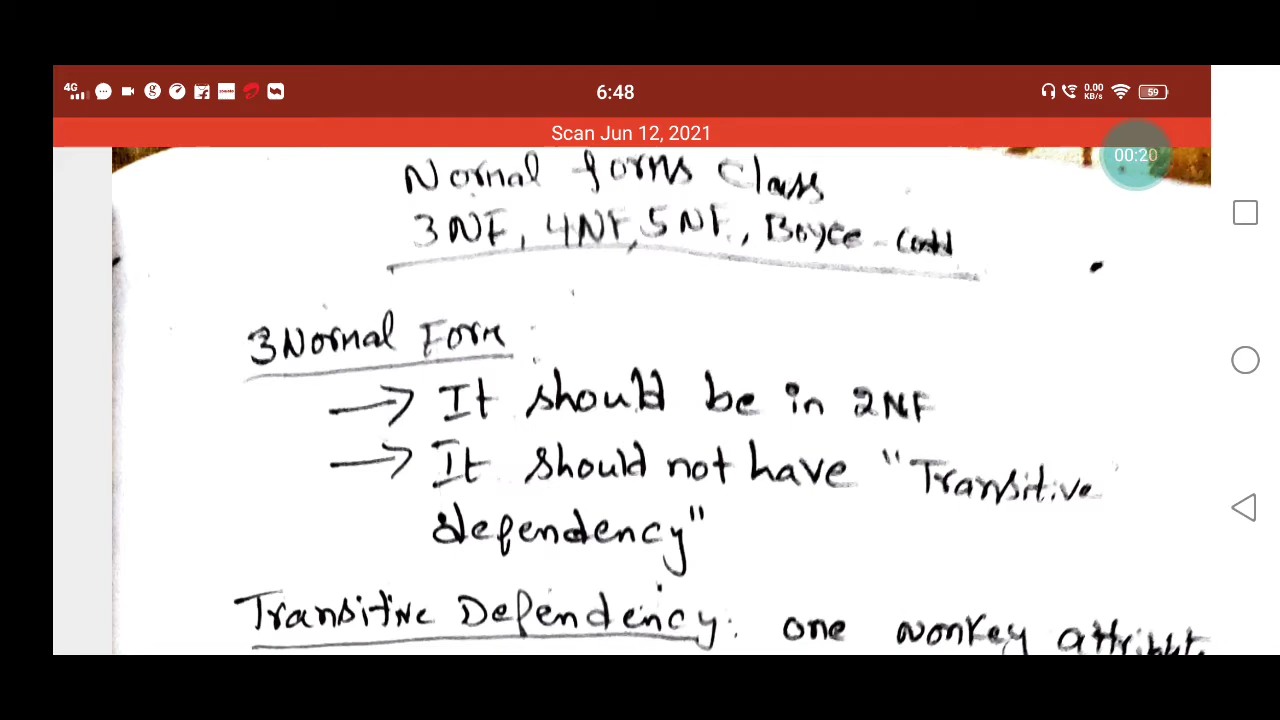 4G 6:48 0.00 KB/s 59
Scan Jun 12, 2021
00:20
Normal forms Class
3NF, 4NF, 5NF, Boyce-Codd
3Normal Form:
→ It should be in 2NF
→ It should not have "Transitive
dependency"
Transitive Dependency: one nonkey attribute